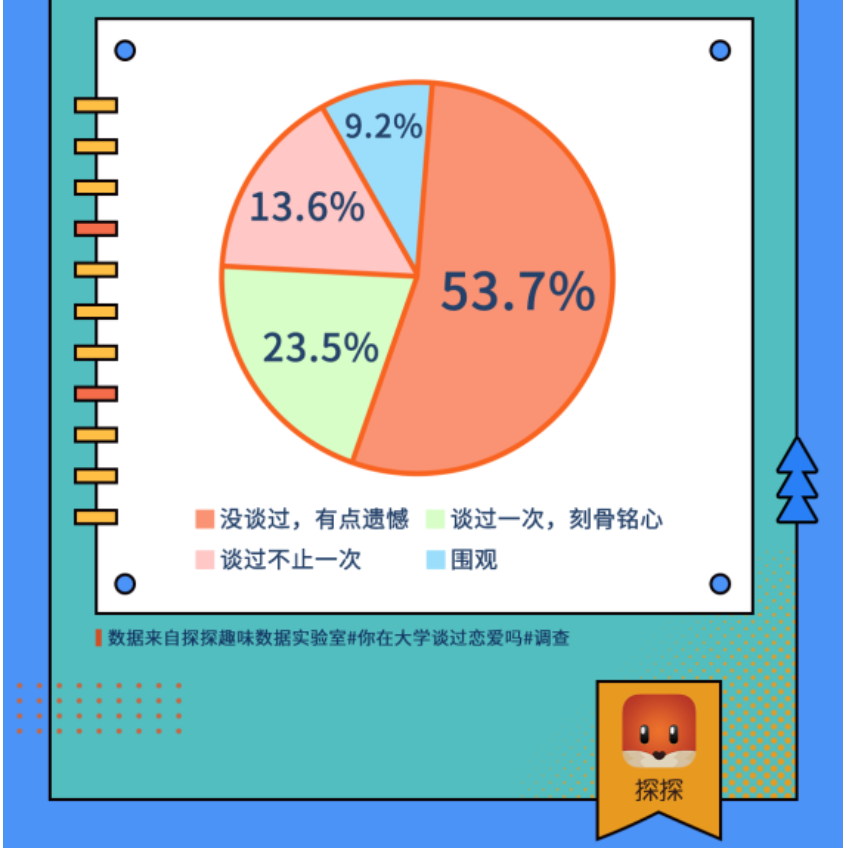 9.2%
13.6%
53.7%
23.5%
没谈过，有点遗憾 谈过一次，刻骨铭心
谈过不止一次 围观
数据来自探探趣味数据实验室#你在大学谈过恋爱吗#调查
探探